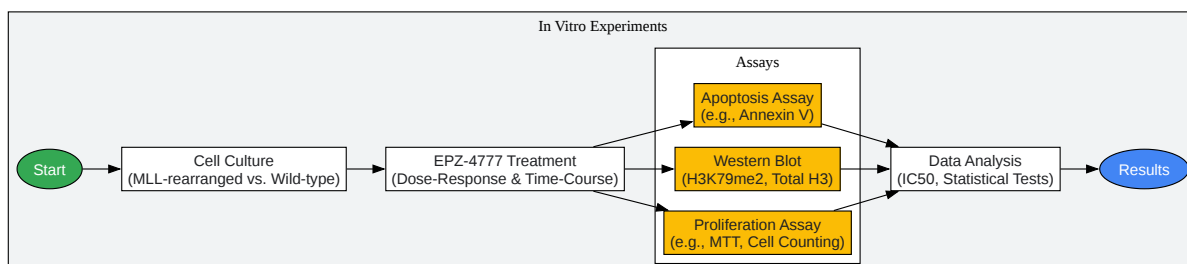 In Vitro Experiments
Start
Cell Culture
(MLL-rearranged vs. Wild-type)
EPZ-4777 Treatment
(Dose-Response & Time-Course)
Assays
Apoptosis Assay
(e.g., Annexin V)
Western Blot
(H3K79me2, Total H3)
Proliferation Assay
(e.g., MTT, Cell Counting)
Data Analysis
(IC50, Statistical Tests)
Results